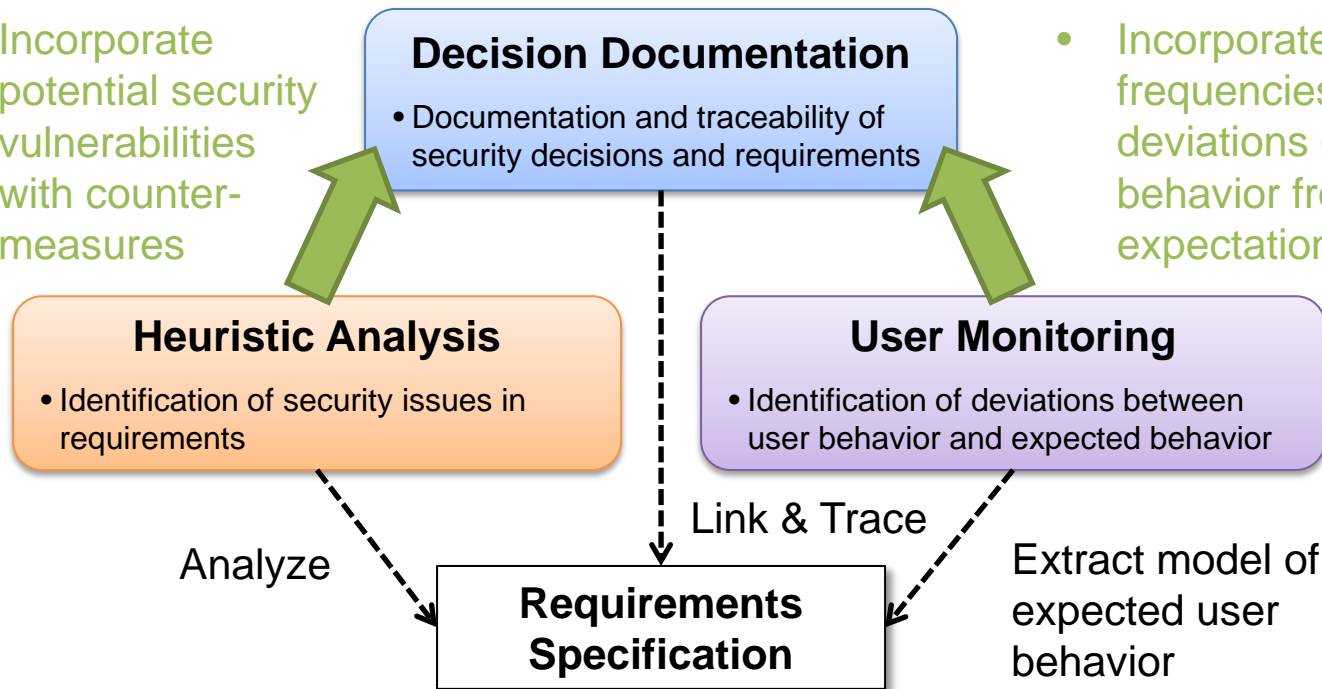 Incorporate
potential security
vulnerabilities
with counter-
measures
Decision Documentation
• Documentation and traceability of
security decisions and requirements
• Incorporate
frequencies
deviations
behavior
expectation
Heuristic Analysis
• Identification of security issues in
requirements
User Monitoring
• Identification of deviations between
user behavior and expected behavior
Analyze
Link & Trace
Extract model of
expected user
behavior
Requirements
Specification